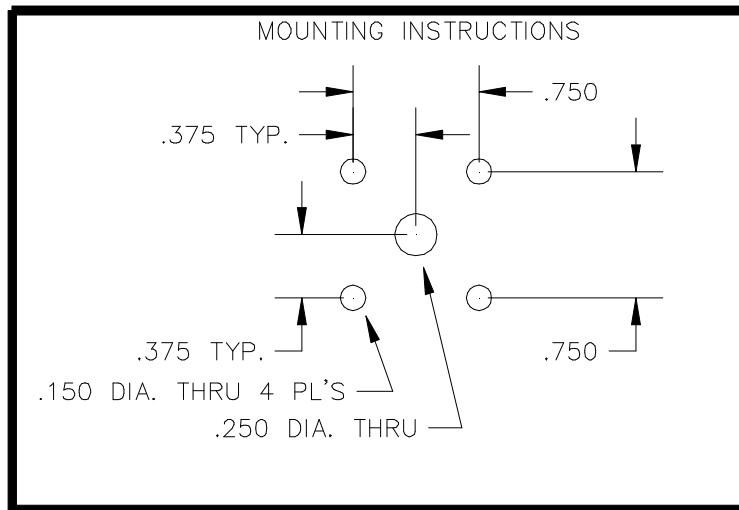 MOUNTING INSTRUCTIONS
.750
.375 TYP.
.375 TYP.
.750
.150 DIA. THRU 4 PL'S
.250 DIA. THRU